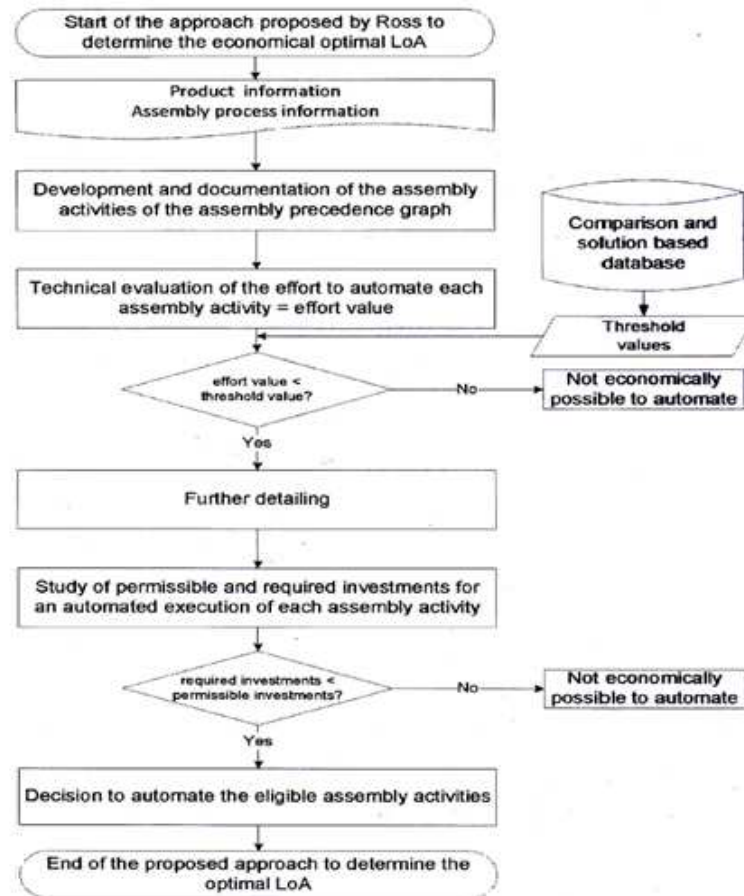 Start of the approach proposed by Ross to
determine the economical optimal LoA
Product information
Assembly process information
Development and documentation of the assembly
activities of the assembly precedence graph
Comparison and
solution based
database
Technical evaluation of the effort to automate each
assembly activity = effort value
Threshold
values
effort value <
threshold value?
No
Not economically
possible to automate
Yes
Further detailing
Study of permissible and required investments for
an automated execution of each assembly activity
required investments <
permissible investments?
No
Not economically
possible to automate
Yes
Decision to automate the eligible assembly activities
End of the proposed approach to determine the
optimal LoA